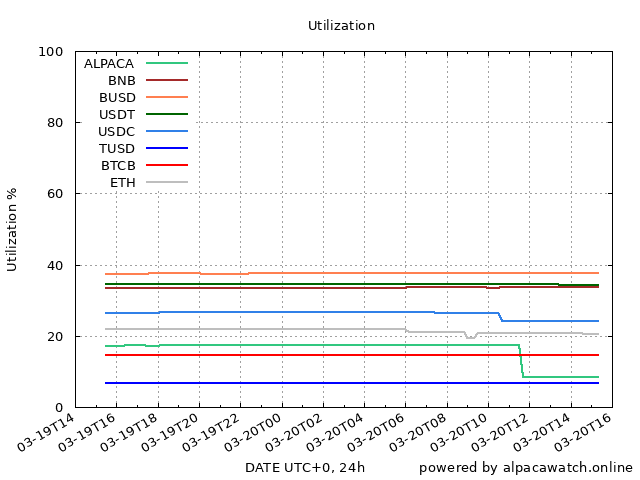 Utilization
100
80
60
40
20
0
Utilization %
ALPACA
BNB
BUSD
USDT
USDC
TUSD
BTCB
ETH
03-19T14
03-19T16
03-19T18
03-19T20
03-19T22
03-20T00
03-20T02
03-20T04
03-20T06
03-20T08
03-20T10
03-20T12
03-20T14
03-20T16
DATE UTC+0, 24h
powered by alpacawatch.online